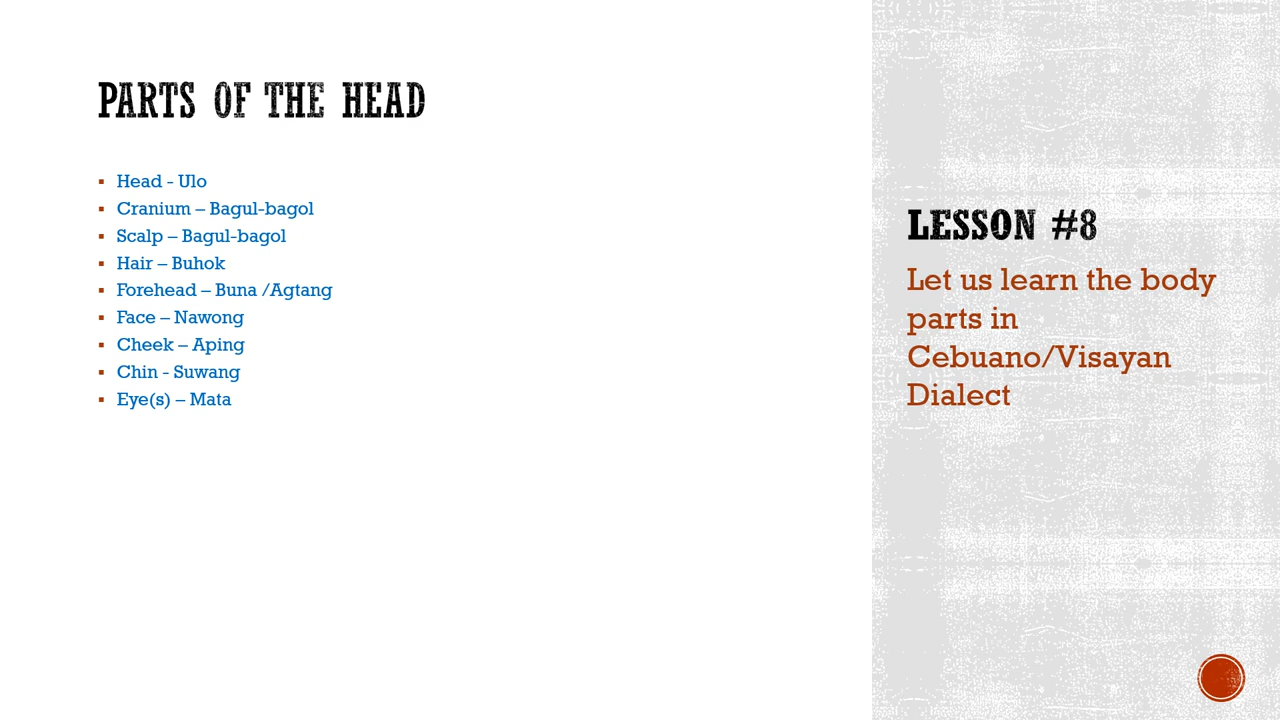 PARTS OF THE HEAD
▪ Head - Ulo
▪ Cranium – Bagul-bagol
▪ Scalp – Bagul-bagol
▪ Hair – Buhok
▪ Forehead – Buna /Agtang
▪ Face – Nawong
▪ Cheek – Aping
▪ Chin - Suwang
▪ Eye(s) – Mata
LESSON #8
Let us learn the body
parts in
Cebuano/Visayan
Dialect